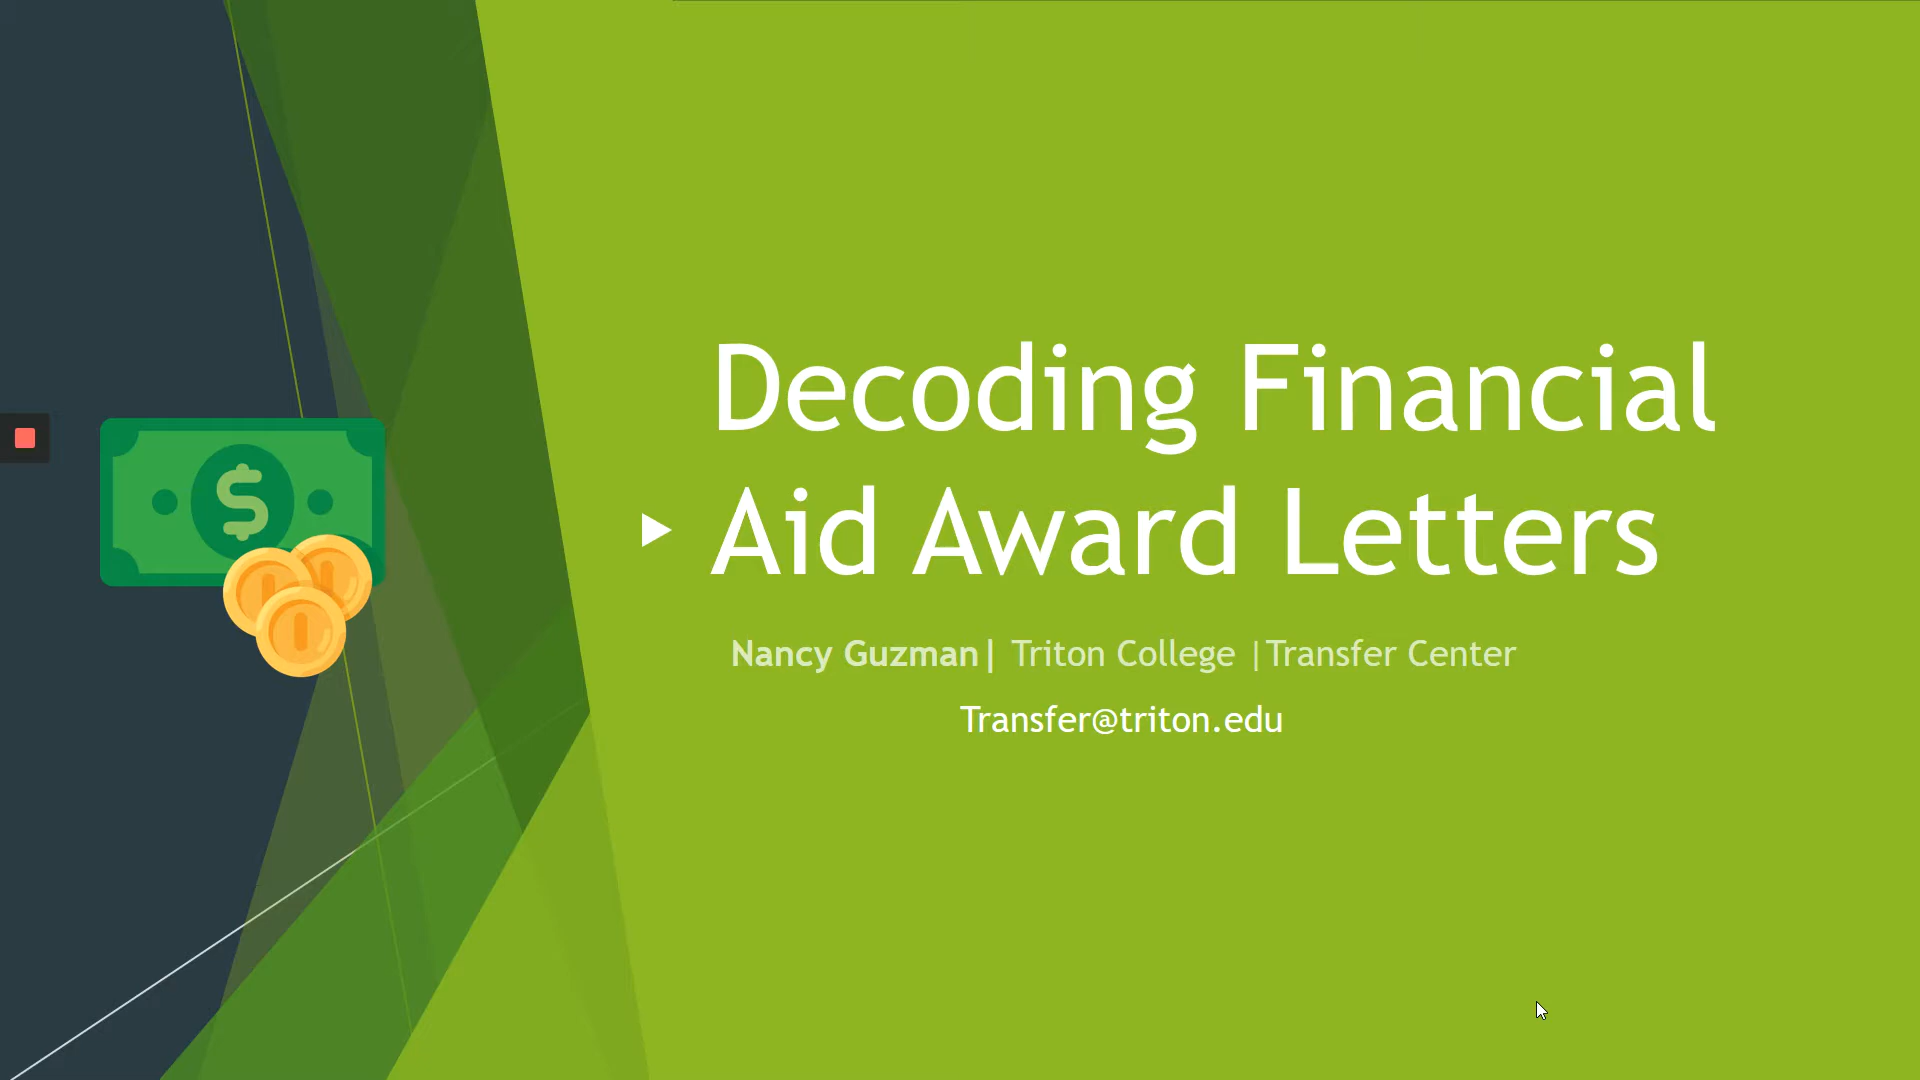 Decoding Financial
Aid Award Letters
Nancy Guzman| Triton College |Transfer Center
Transfer@triton.edu
$